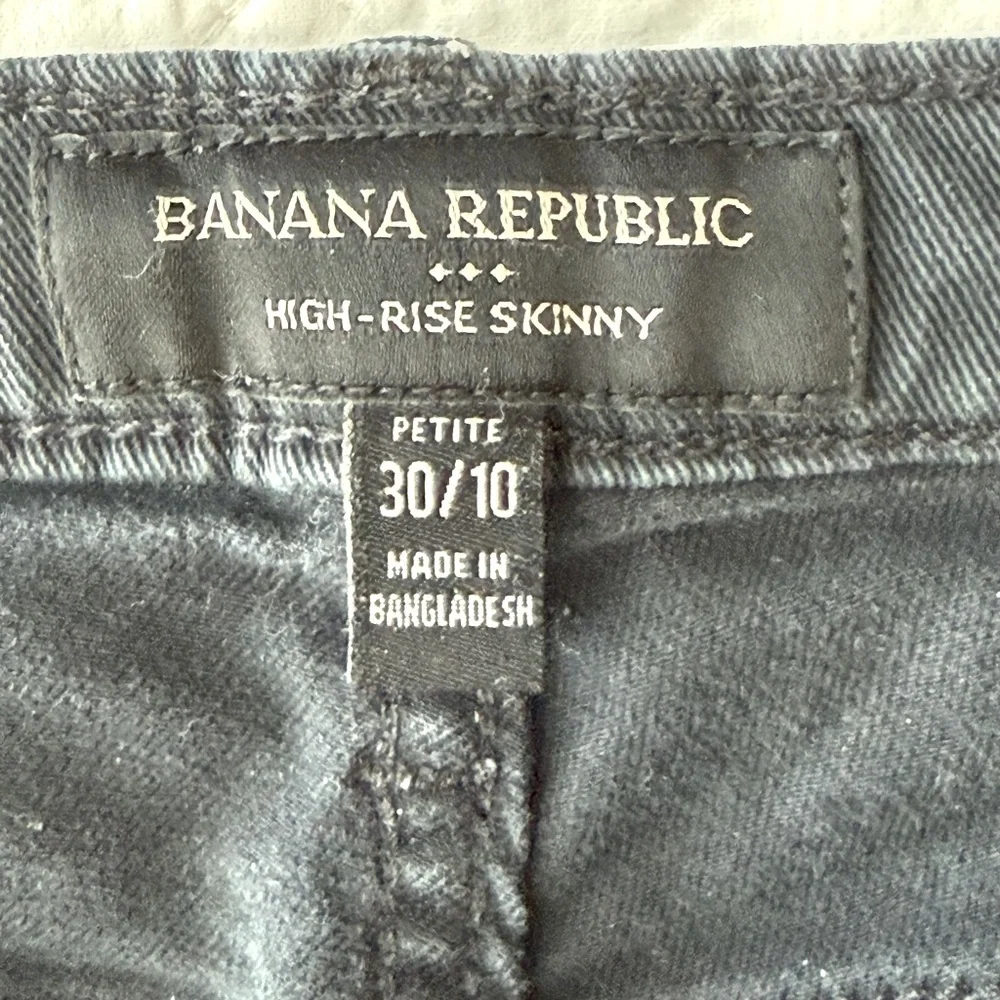 BANANA REPUBLIC
HIGH-RISE SKINNY
PETITE
30/10
MADE IN
BANGLADESH